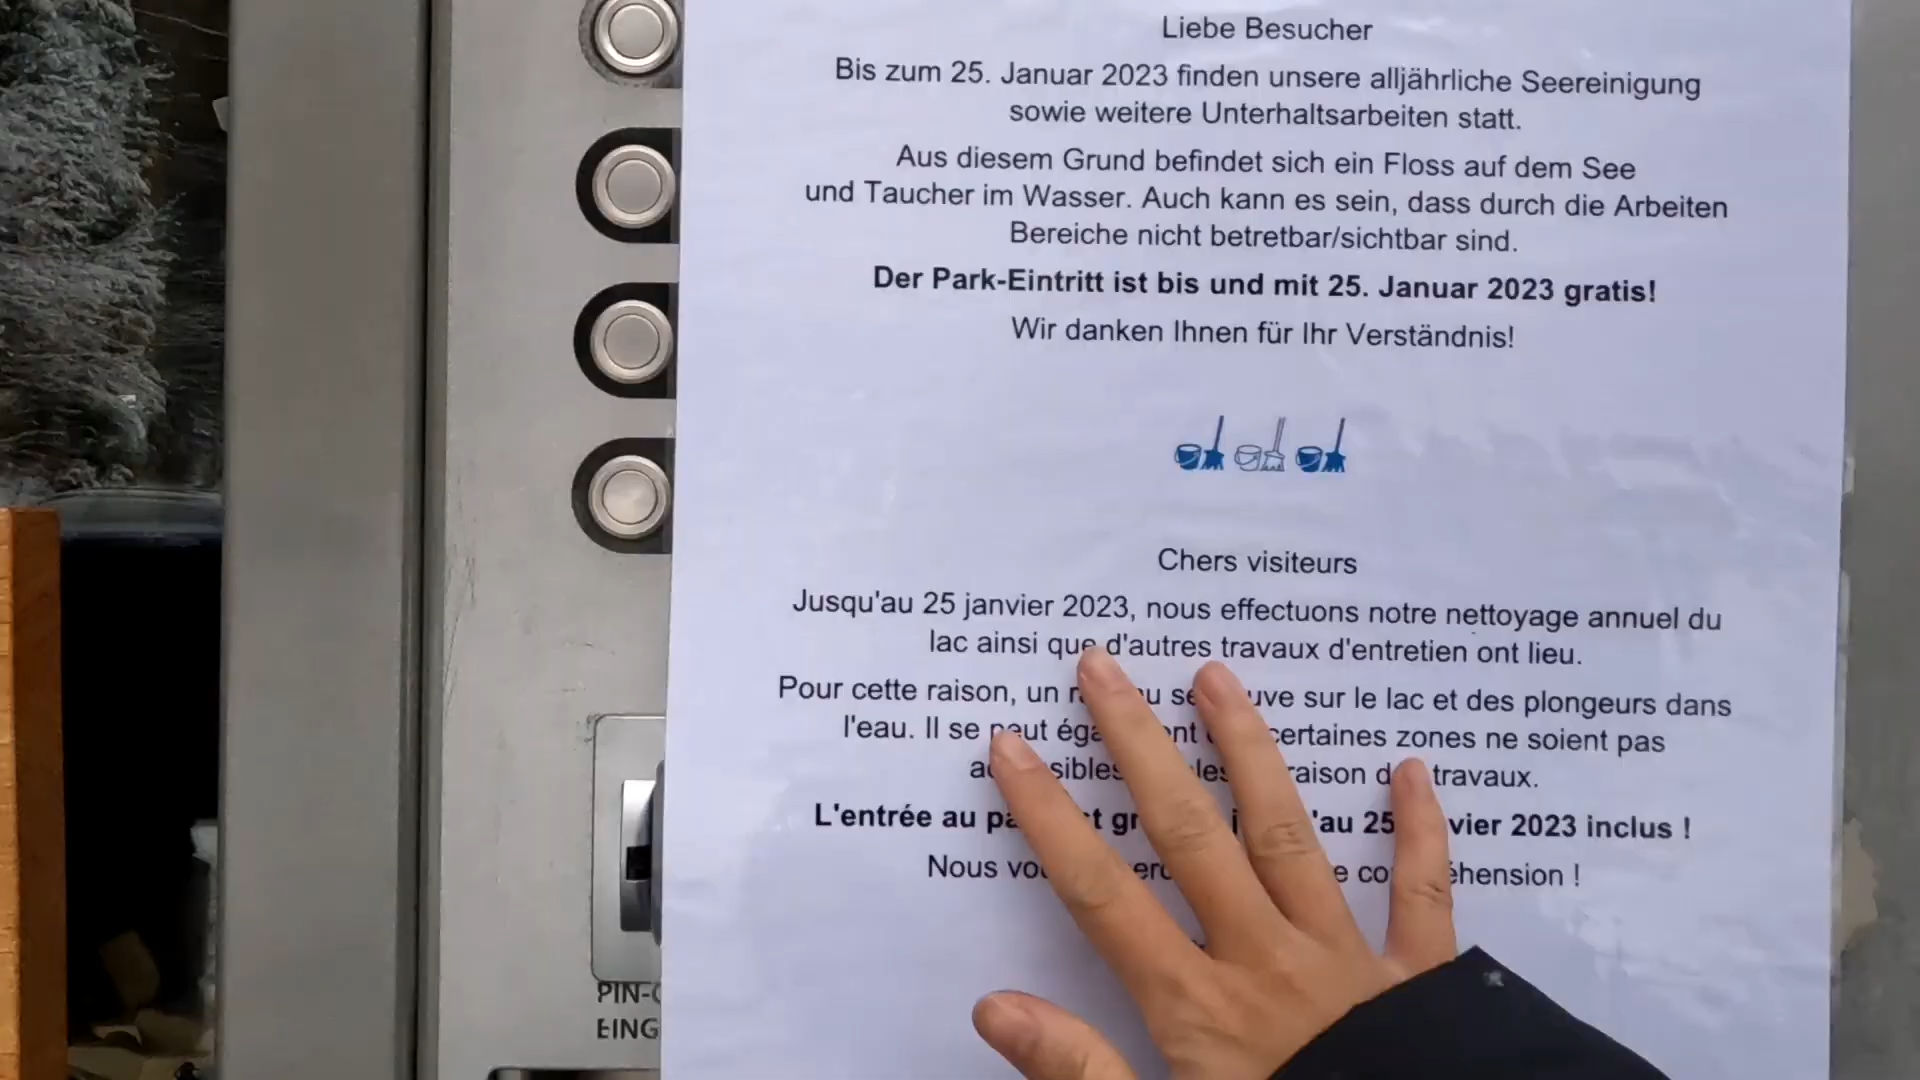 Liebe Besucher
Bis zum 25. Januar 2023 finden unsere alljährliche Seereinigung
sowie weitere Unterhaltsarbeiten statt.
Aus diesem Grund befindet sich ein Floss auf dem See
und Taucher im Wasser. Auch kann es sein, dass durch die Arbeiten
Bereiche nicht betretbar/sichtbar sind.
Der Park-Eintritt ist bis und mit 25. Januar 2023 gratis!
Wir danken Ihnen für Ihr Verständnis!
Chers visiteurs
Jusqu'au 25 janvier 2023, nous effectuons notre nettoyage annuel du
lac ainsi que d'autres travaux d'entretien ont lieu.
Pour cette raison, un sur le lac et des plongeurs dans
l'eau. Il se peut certaines zones ne soient pas
raison travaux.
L'entrée au 25 2023 inclus !
Nous !
PIN-
EING